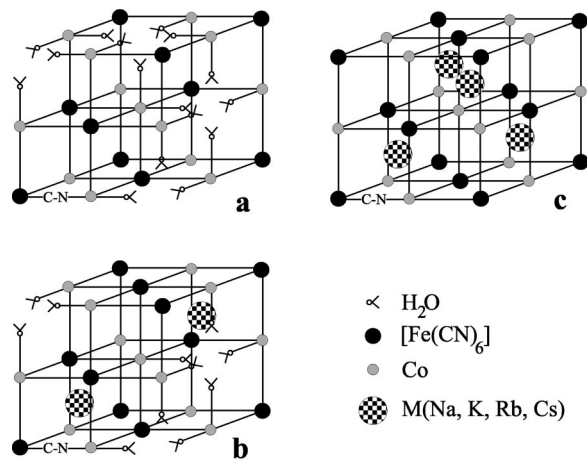 C-N
a
C-N
c
C-N
b
H₂O
[Fe(CN)₆]
Co
M(Na, K, Rb, Cs)